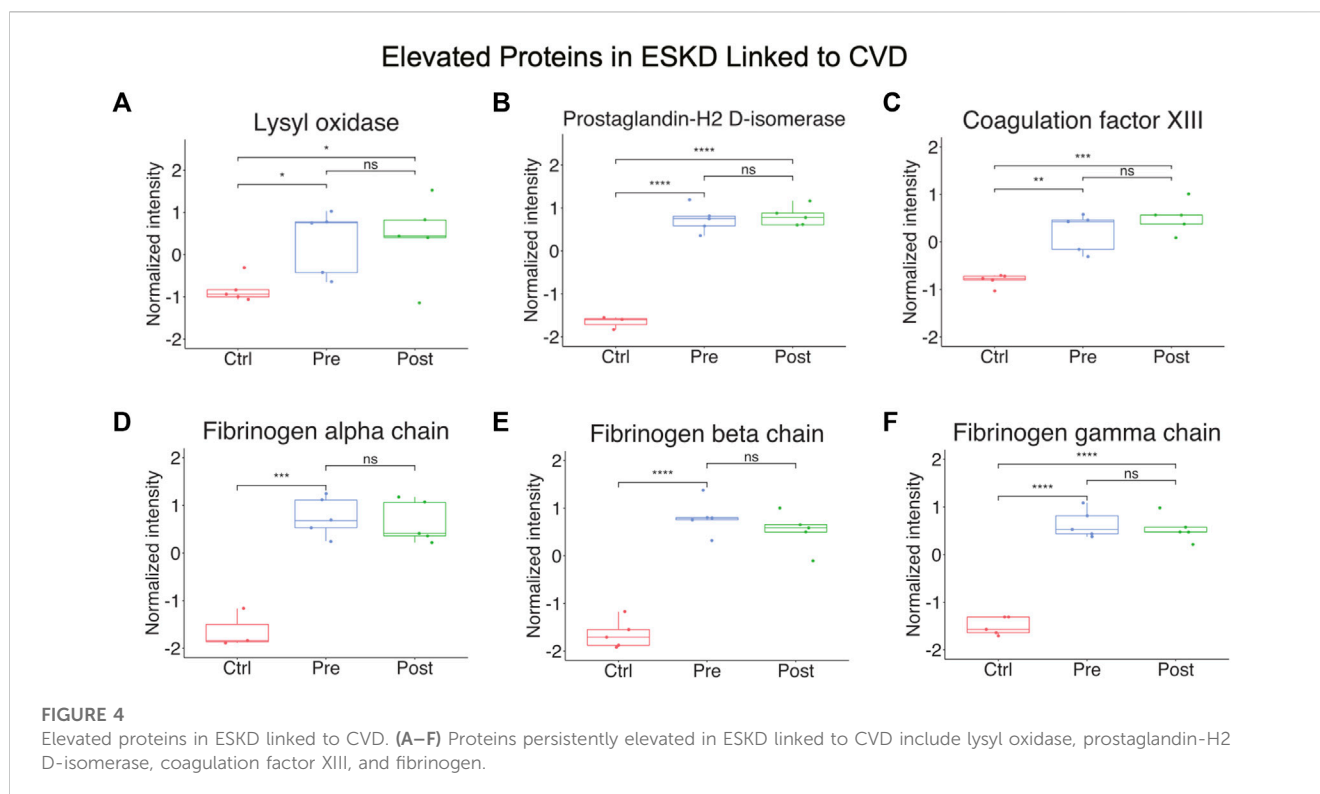 Elevated Proteins in ESKD Linked to CVD
A
Lysyl oxidase
Normalized intensity
2
1
0
-1
-2
*
*
ns
Ctrl Pre Post
B
Prostaglandin-H2 D-isomerase
Normalized intensity
2
1
0
-1
-2
****
****
ns
Ctrl Pre Post
C
Coagulation factor XIII
Normalized intensity
2
1
0
-1
-2
***
**
ns
Ctrl Pre Post
D
Fibrinogen alpha chain
Normalized intensity
2
1
0
-1
-2
***
ns
Ctrl Pre Post
E
Fibrinogen beta chain
Normalized intensity
2
1
0
-1
-2
****
ns
Ctrl Pre Post
F
Fibrinogen gamma chain
Normalized intensity
2
1
0
-1
-2
****
****
ns
Ctrl Pre Post
FIGURE 4
Elevated proteins in ESKD linked to CVD. (A–F) Proteins persistently elevated in ESKD linked to CVD include lysyl oxidase, prostaglandin-H2
D-isomerase, coagulation factor XIII, and fibrinogen.